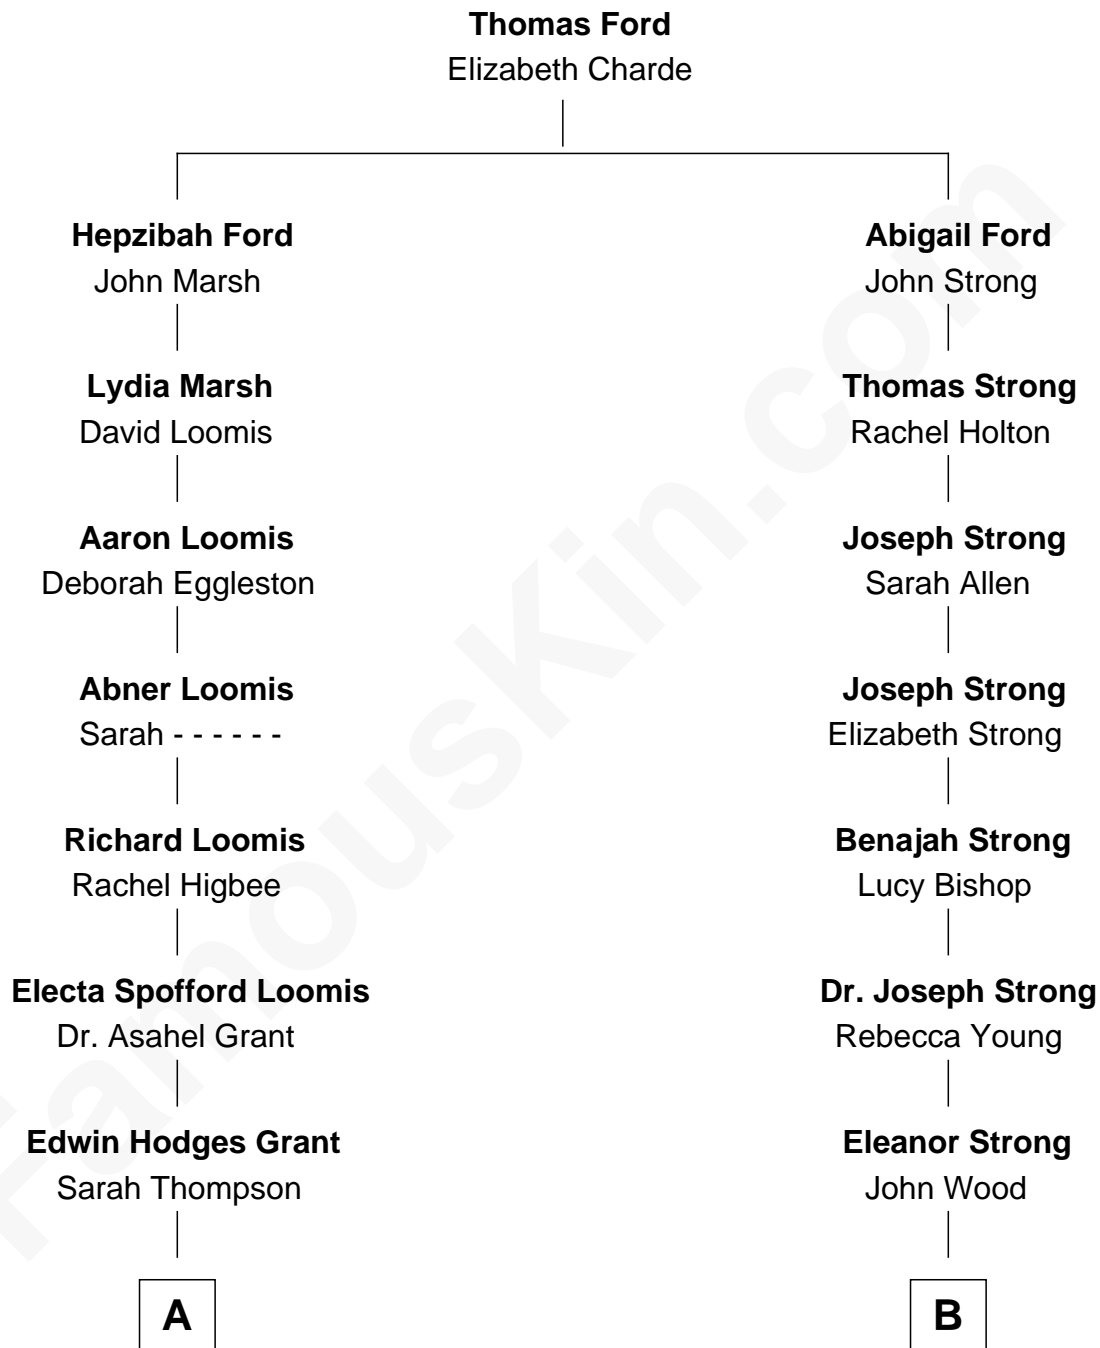 Thomas Ford
Elizabeth Charde
Hepzibah Ford
John Marsh
Abigail Ford
John Strong
Lydia Marsh
David Loomis
Thomas Strong
Rachel Holton
Aaron Loomis
Deborah Eggleston
Joseph Strong
Sarah Allen
Abner Loomis
Sarah - - - - - -
Joseph Strong
Elizabeth Strong
Richard Loomis
Rachel Higbee
Benajah Strong
Lucy Bishop
Electa Spofford Loomis
Dr. Asahel Grant
Dr. Joseph Strong
Rebecca Young
Edwin Hodges Grant
Sarah Thompson
Eleanor Strong
John Wood
A
B
FamousKin.com